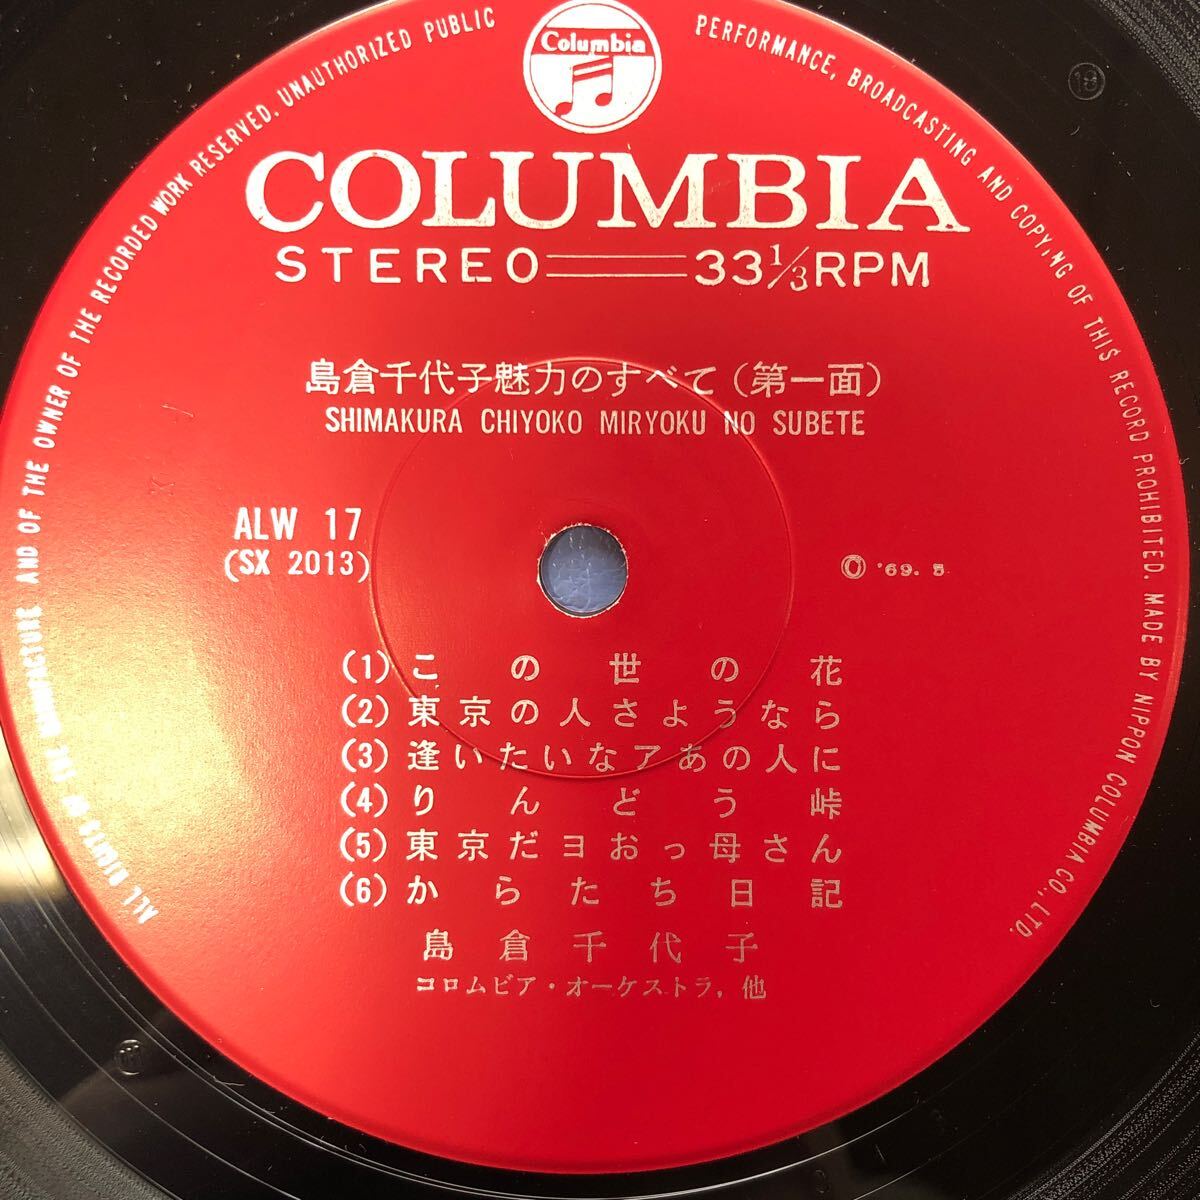 ALL RIGHTS OF THE MANUFACTURE AND OF THE OWNER OF THE RECORDED WORK RESERVED. UNAUTHORIZED PUBLIC PERFORMANCE, BROADCASTING AND COPYING OF THIS RECORD PROHIBITED. MADE BY NIPPON COLUMBIA CO., LTD.
Columbia
COLUMBIA
STEREO 33 1/3 RPM
島倉千代子魅力のすべて(第一面)
SHIMAKURA CHIYOKO MIRYOKU NO SUBETE
ALW 17
(SX 2013)
Ⓞ '69. 5
(1) この世の花
(2) 東京の人さようなら
(3) 逢いたいなアあの人に
(4) りんどう峠
(5) 東京だヨおっ母さん
(6) からたち日記
島倉千代子
コロムビア・オーケストラ, 他